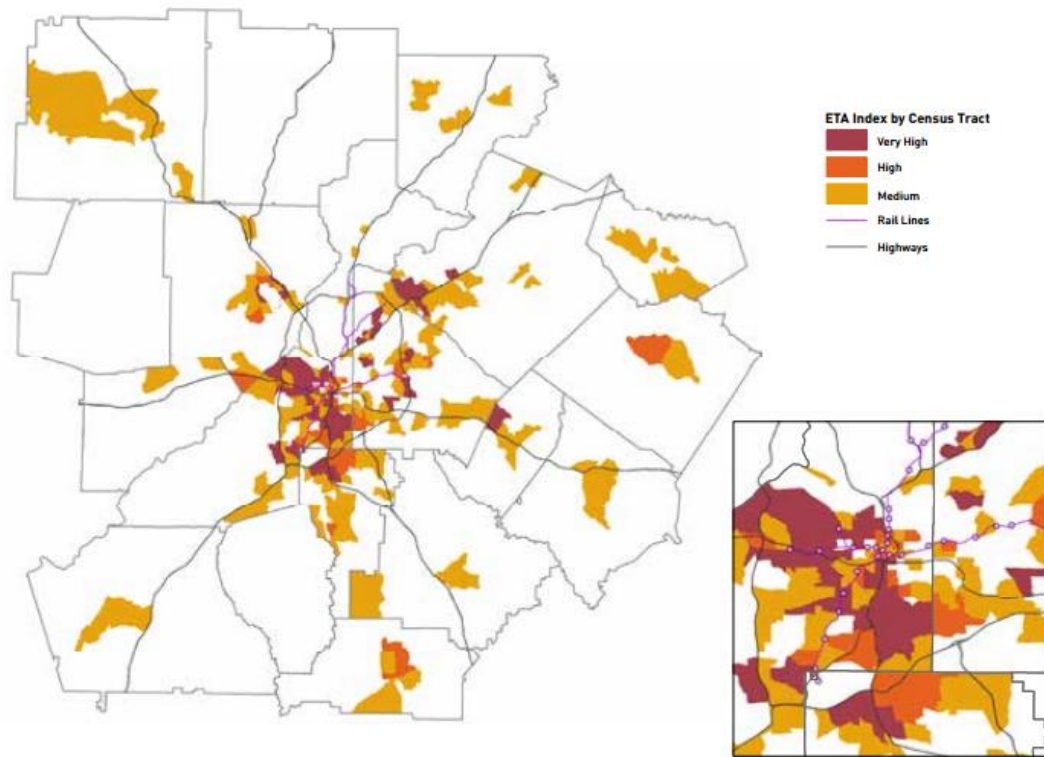 ETA Index by Census Tract
Very High
High
Medium
Rail Lines
Highways